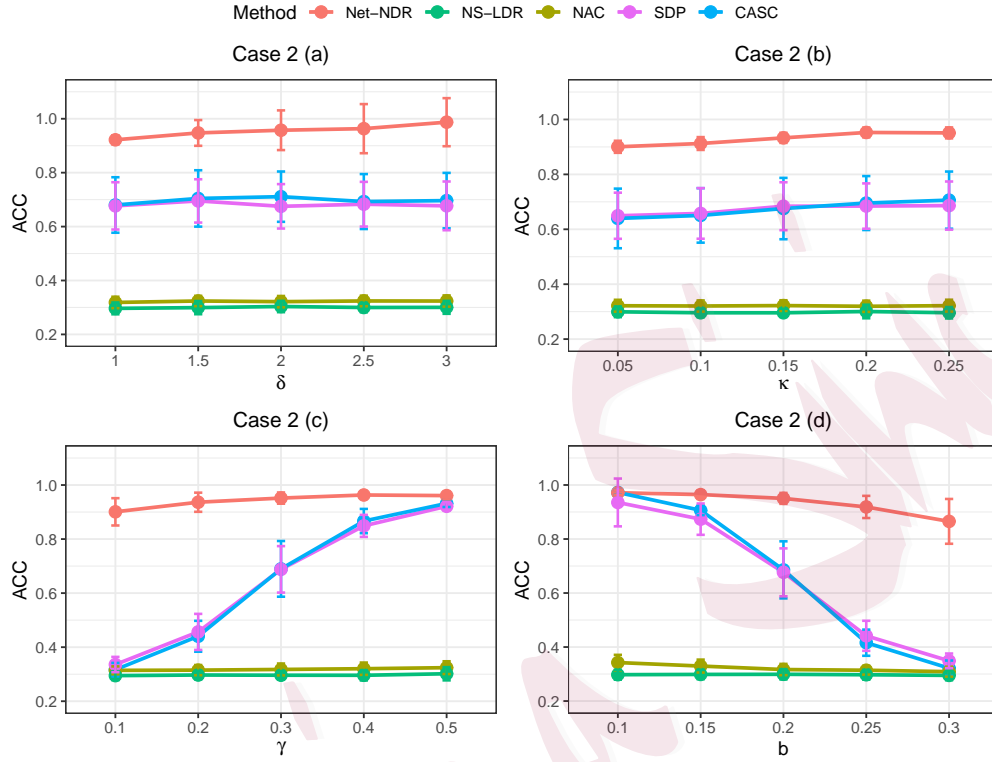 Method Net−NDR NS−LDR NAC SDP CASC
Case 2 (a)
ACC
1.0
0.8
0.6
0.4
0.2
1 1.5 2 2.5 3
δ
Case 2 (b)
ACC
1.0
0.8
0.6
0.4
0.2
0.05 0.1 0.15 0.2 0.25
κ
Case 2 (c)
ACC
1.0
0.8
0.6
0.4
0.2
0.1 0.2 0.3 0.4 0.5
γ
Case 2 (d)
ACC
1.0
0.8
0.6
0.4
0.2
0.1 0.15 0.2 0.25 0.3
b